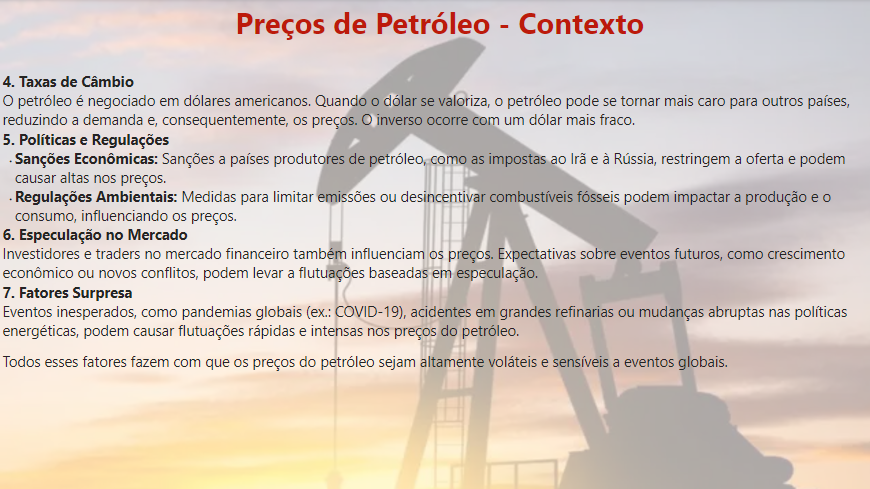 Preços de Petróleo - Contexto
4. Taxas de Câmbio
O petróleo é negociado em dólares americanos. Quando o dólar se valoriza, o petróleo pode se tornar mais caro para outros países,
reduzindo a demanda e, consequentemente, os preços. O inverso ocorre com um dólar mais fraco.
5. Políticas e Regulações
· Sanções Econômicas: Sanções a países produtores de petróleo, como as impostas ao Irã e à Rússia, restringem a oferta e podem
causar altas nos preços.
· Regulações Ambientais: Medidas para limitar emissões ou desincentivar combustíveis fósseis podem impactar a produção e o
consumo, influenciando os preços.
6. Especulação no Mercado
Investidores e traders no mercado financeiro também influenciam os preços. Expectativas sobre eventos futuros, como crescimento
econômico ou novos conflitos, podem levar a flutuações baseadas em especulação.
7. Fatores Surpresa
Eventos inesperados, como pandemias globais (ex.: COVID-19), acidentes em grandes refinarias ou mudanças abruptas nas políticas
energéticas, podem causar flutuações rápidas e intensas nos preços do petróleo.
Todos esses fatores fazem com que os preços do petróleo sejam altamente voláteis e sensíveis a eventos globais.